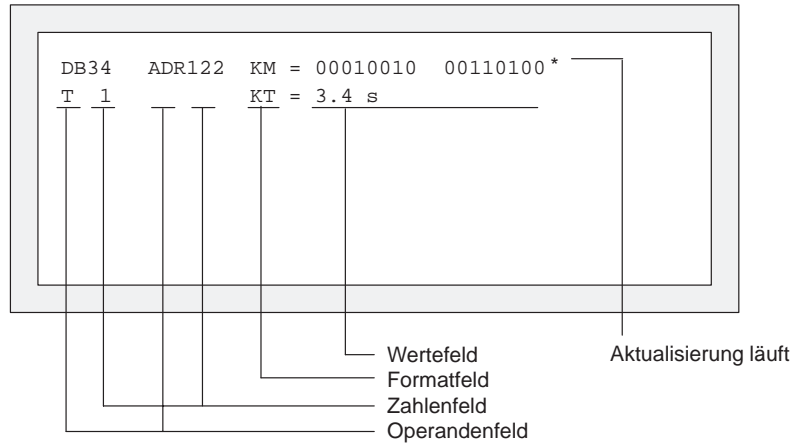 DB34 ADR122 KM = 00010010 00110100 *
T 1 KT = 3.4 s
Wertefeld
Aktualisierung läuft
Formatfeld
Zahlenfeld
Operandenfeld